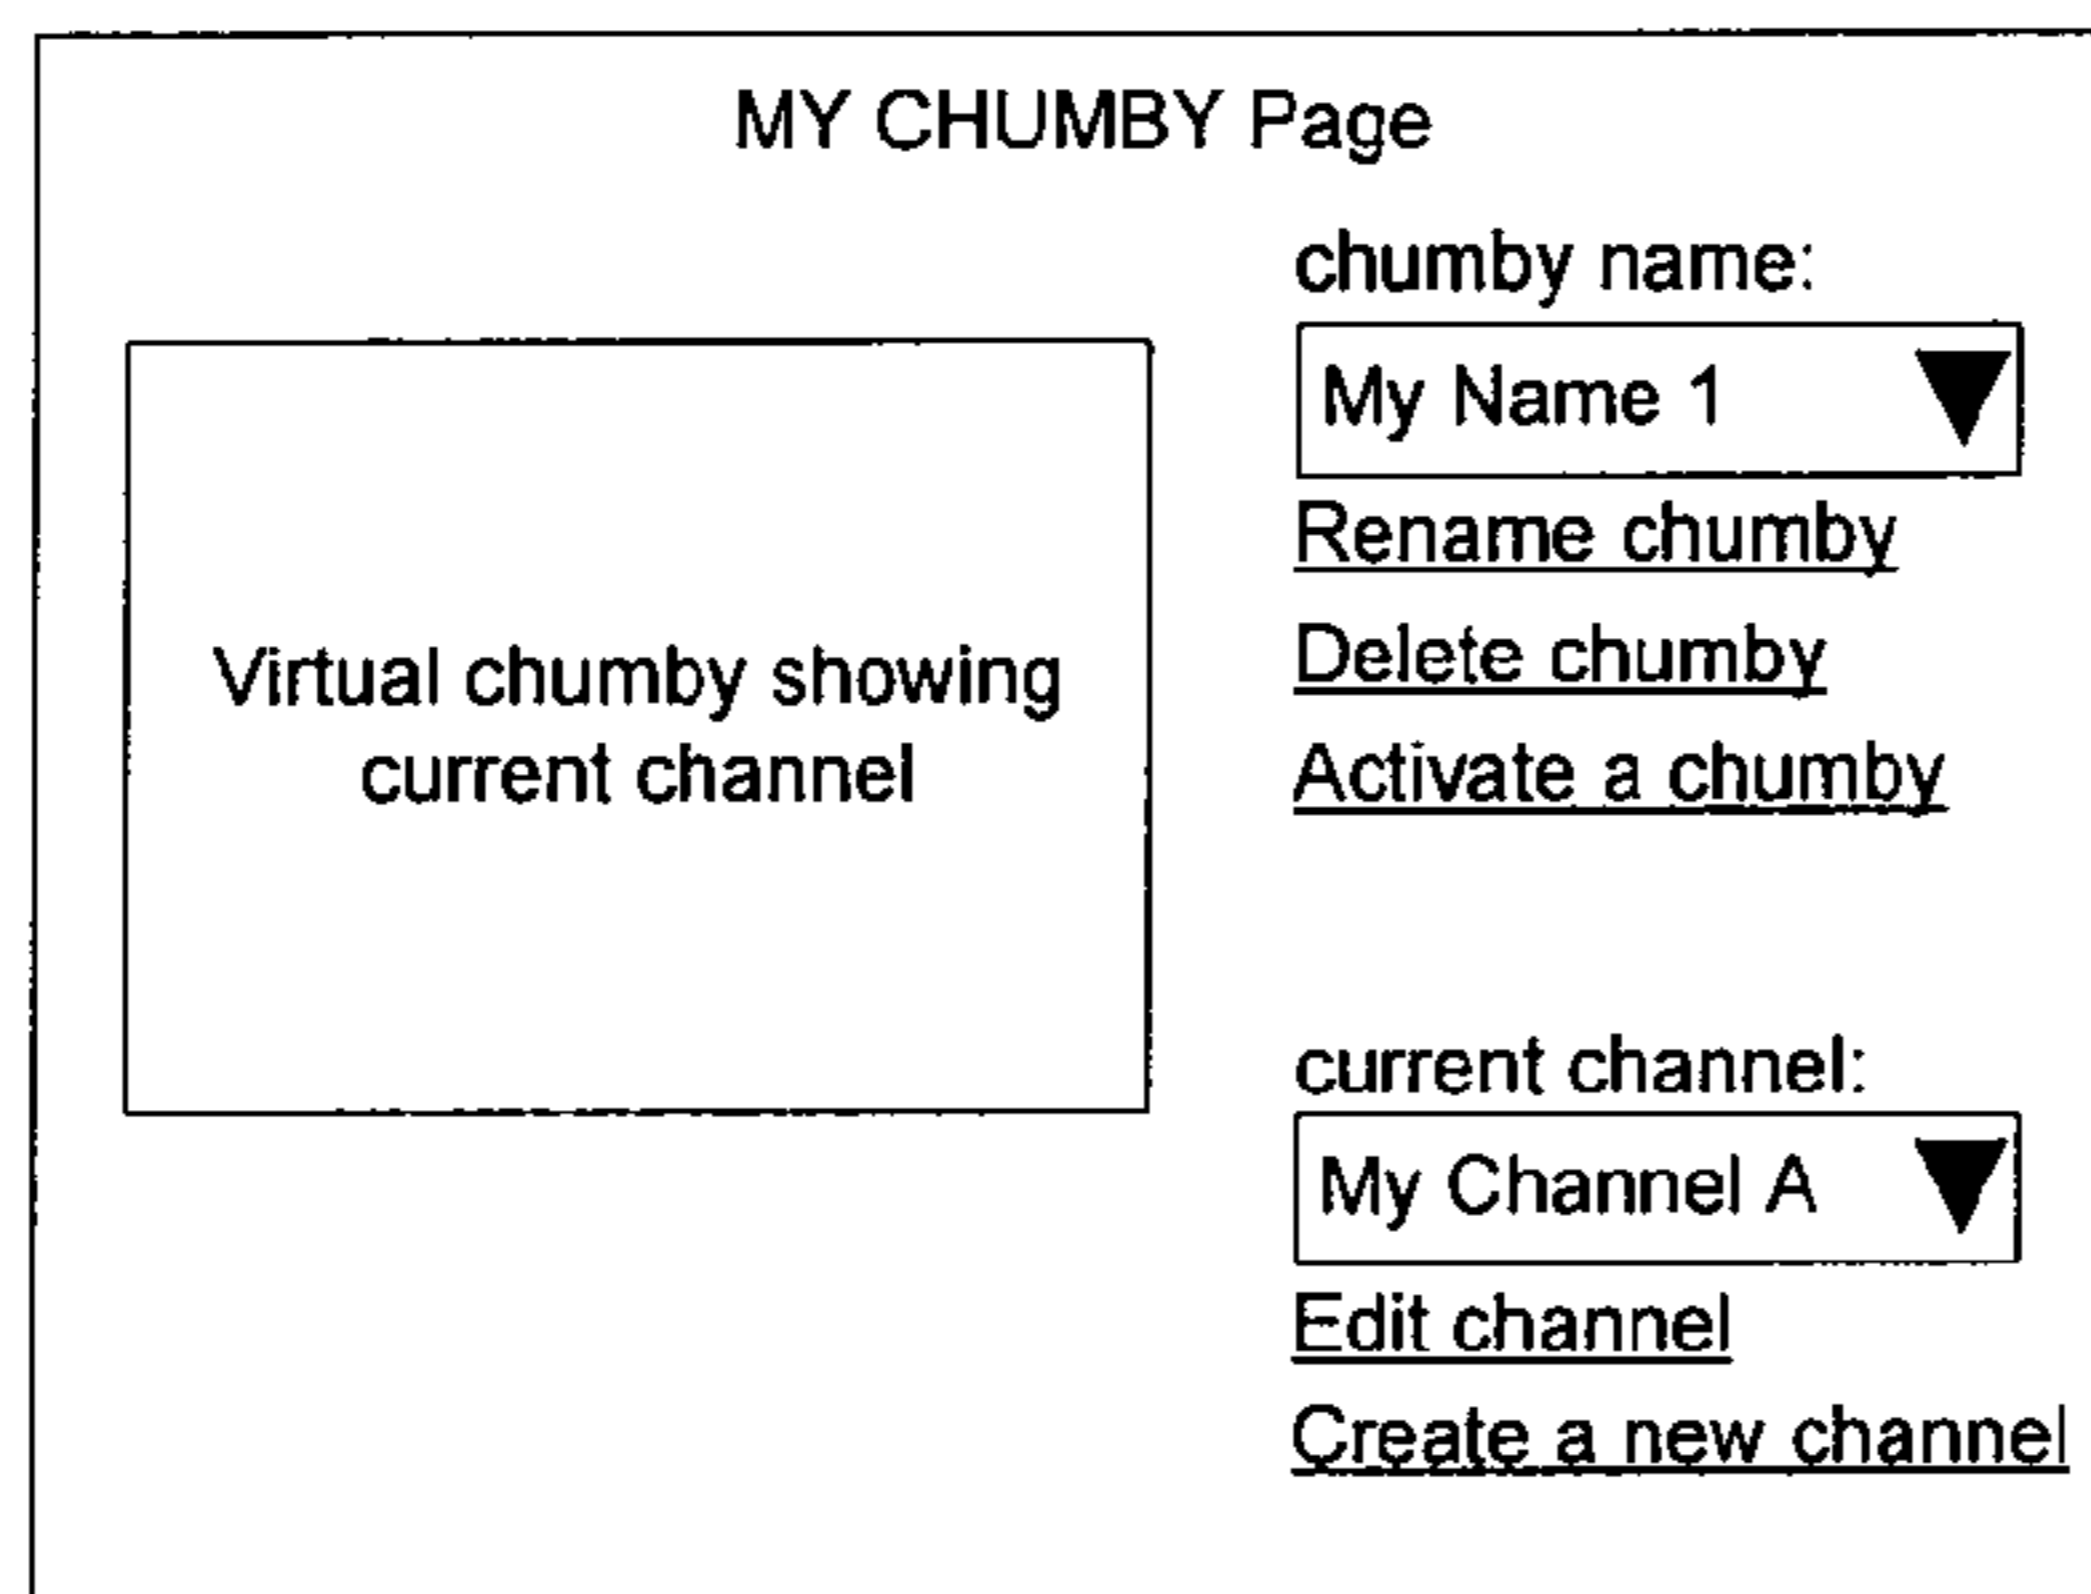 MY CHUMBY Page
chumby name:
My Name 1
Rename chumby
Delete chumby
Activate a chumby
Virtual chumby showing
current channel
current channel:
My Channel A
Edit channel
Create a new channel